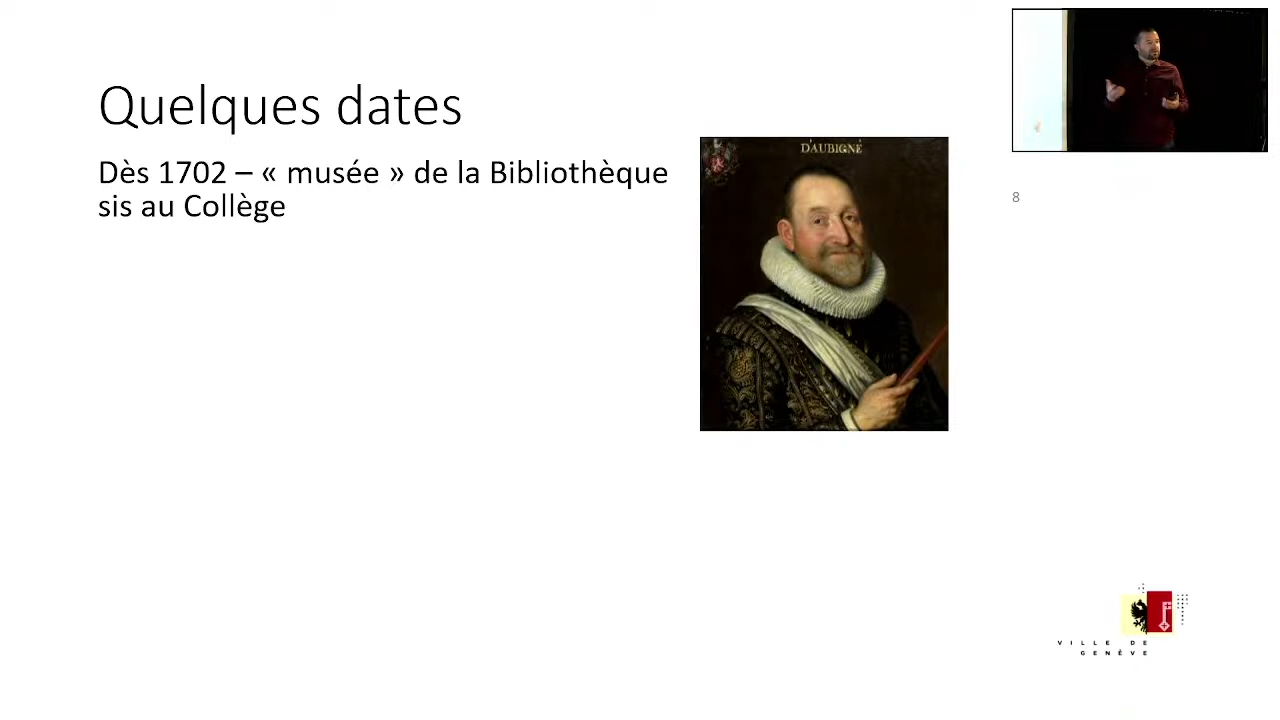 Quelques dates
Dès 1702 – « musée » de la Bibliothèque
sis au Collège
D'AUBIGNÉ
8
VILLE DE
GENÈVE